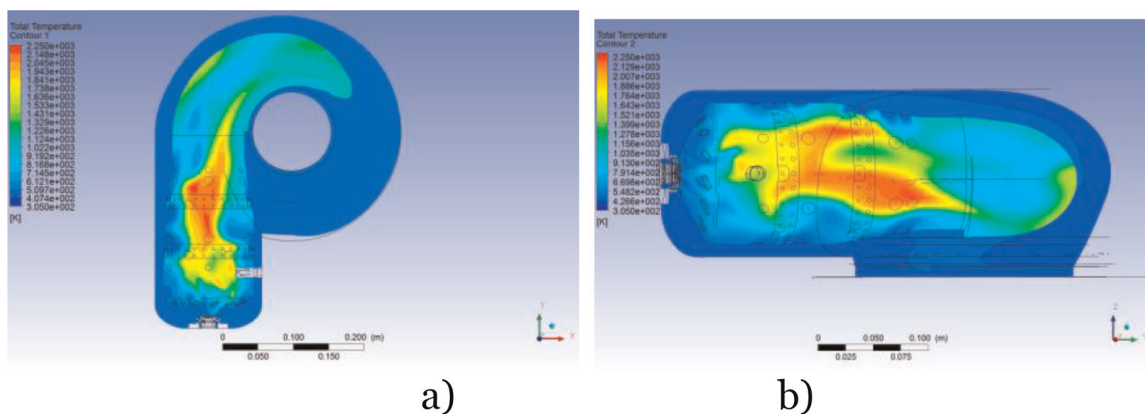 Total Temperature
Contour 1
2.250e+003
2.148e+003
2.045e+003
1.943e+003
1.841e+003
1.738e+003
1.636e+003
1.533e+003
1.431e+003
1.329e+003
1.226e+003
1.124e+003
1.022e+003
9.192e+002
8.168e+002
7.145e+002
6.121e+002
5.097e+002
4.074e+002
3.050e+002
[K]
0 0.100 0.200 (m)
0.050 0.150
Y
X
a)
Total Temperature
Contour 2
2.250e+003
2.129e+003
2.007e+003
1.886e+003
1.764e+003
1.643e+003
1.521e+003
1.399e+003
1.278e+003
1.156e+003
1.035e+003
9.130e+002
7.914e+002
6.698e+002
5.482e+002
4.266e+002
3.050e+002
[K]
0 0.050 0.100 (m)
0.025 0.075
Z
Y
b)